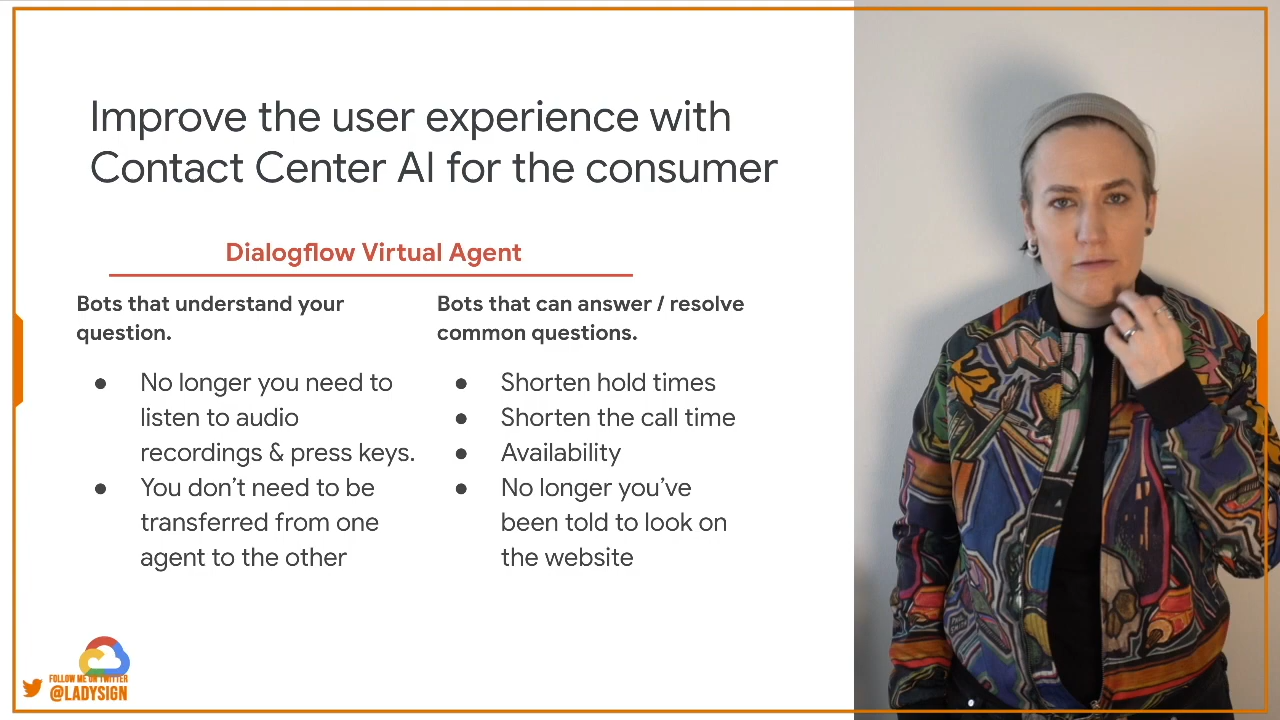 Improve the user experience with
Contact Center AI for the consumer
Dialogflow Virtual Agent
Bots that understand your
question.
● No longer you need to
listen to audio
recordings & press keys.
● You don’t need to be
transferred from one
agent to the other
Bots that can answer / resolve
common questions.
● Shorten hold times
● Shorten the call time
● Availability
● No longer you’ve
been told to look on
the website
FOLLOW ME ON TWITTER
@LADYSIGN
PAUL SMITH